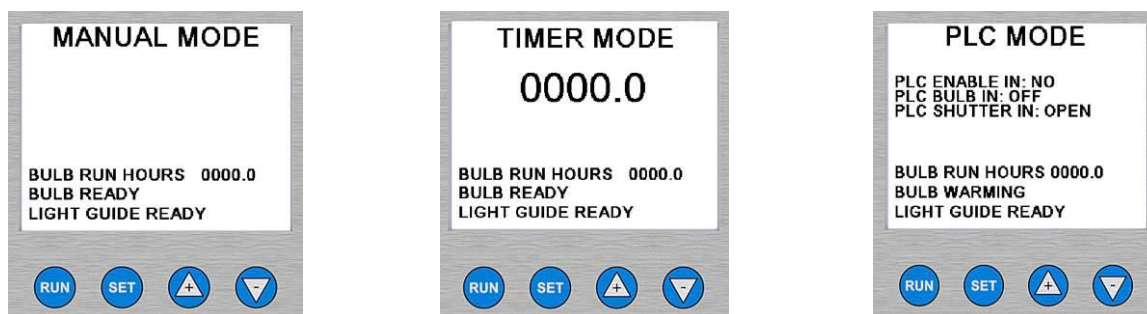 MANUAL MODE
BULB RUN HOURS 0000.0
BULB READY
LIGHT GUIDE READY
RUN SET + -
TIMER MODE
0000.0
BULB RUN HOURS 0000.0
BULB READY
LIGHT GUIDE READY
RUN SET + -
PLC MODE
PLC ENABLE IN: NO
PLC BULB IN: OFF
PLC SHUTTER IN: OPEN
BULB RUN HOURS 0000.0
BULB WARMING
LIGHT GUIDE READY
RUN SET + -